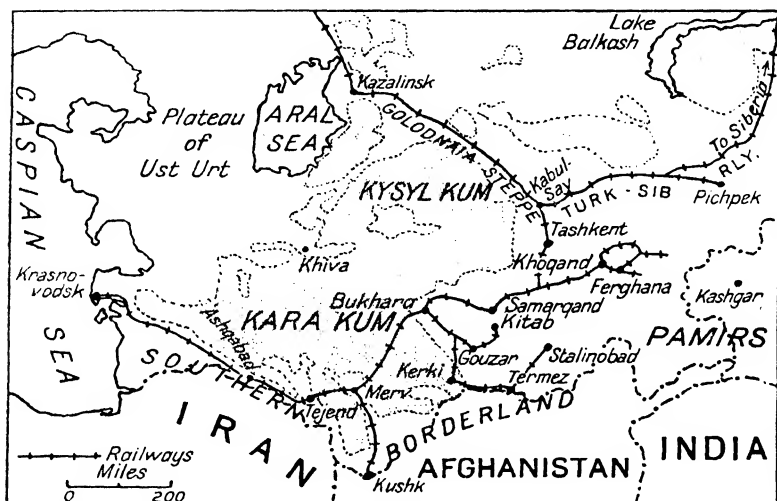 Lake
Balkash
CASPIAN
SEA
Plateau
of
Ust Urt
ARAL
SEA
Kazalinsk
GOLODNAIA STEPPE
To Siberia
RLY.
KYSYL KUM
Kabul-
Say
TURK-SIB
Pichpek
Tashkent
Khiva
Khoqand
Ferghana
Kashgar
Krasno-
vodsk
Bukhara
Samarqand
Kitab
KARA KUM
Ashqabad
PAMIRS
Gouzar
Stalinobad
SOUTHERN
Kerki
Termez
Tejend
Merv.
BORDERLAND
IRAN
INDIA
AFGHANISTAN
Railways
Miles
0 200
Kushk